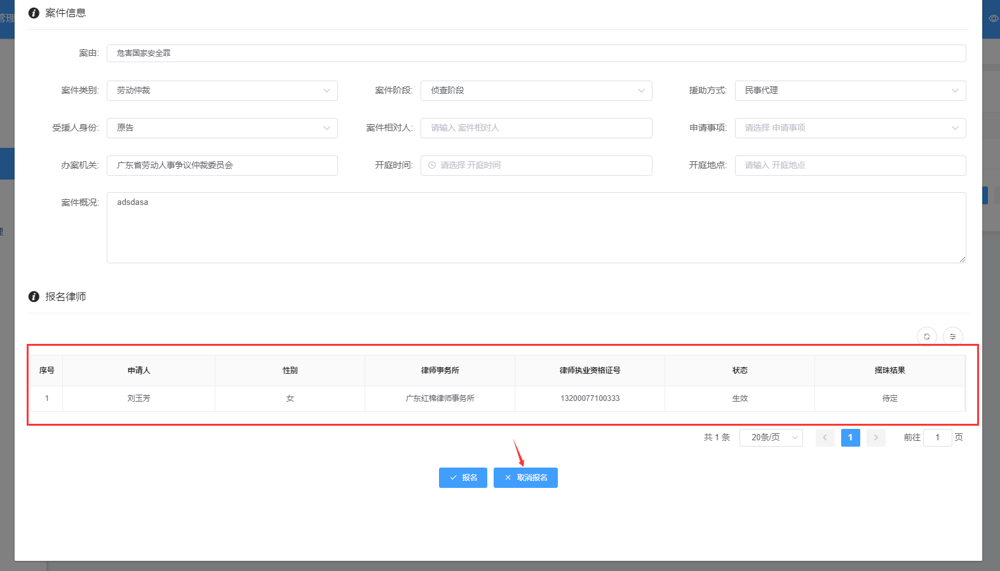 管理
案件信息
案由: 危害国家安全罪
案件类别: 劳动仲裁 案件阶段: 侦查阶段 援助方式: 民事代理
受援人身份: 原告 案件相对人: 请输入 案件相对人 申请事项: 请选择 申请事项
办案机关: 广东省劳动人事争议仲裁委员会 开庭时间: 请选择 开庭时间 开庭地点: 请输入 开庭地点
案件概况: adsdasa
理
报名律师
序号 申请人 性别 律师事务所 律师执业资格证号 状态 摇珠结果
1 刘玉芳 女 广东红棉律师事务所 13200077100333 生效 待定
共 1 条 20条/页 1 前往 1 页
报名 取消报名